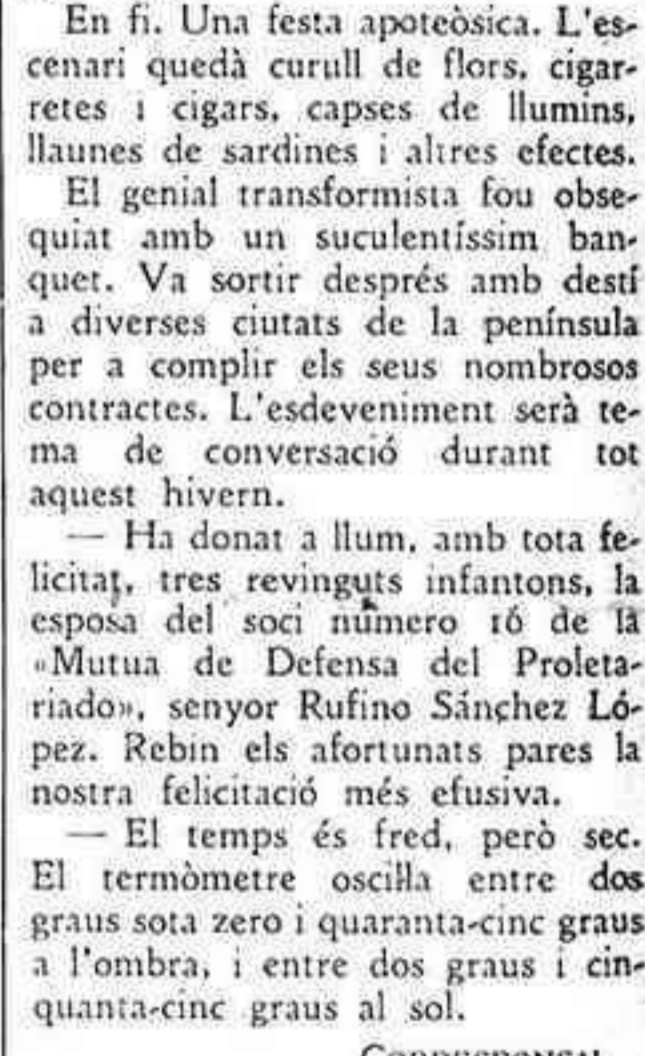 En fi. Una festa apoteòsica. L'es-
cenari quedà curull de flors, cigar-
retes i cigars, capses de llumins,
llaunes de sardines i altres efectes.
El genial transformista fou obse-
quiat amb un suculentíssim ban-
quet. Va sortir després amb destí
a diverses ciutats de la península
per a complir els seus nombrosos
contractes. L'esdeveniment serà te-
ma de conversació durant tot
aquest hivern.
— Ha donat a llum, amb tota fe-
licitat, tres revinguts infantons, la
esposa del soci número 16 de la
«Mutua de Defensa del Proleta-
riado», senyor Rufino Sánchez Ló-
pez. Rebin els afortunats pares la
nostra felicitació més efusiva.
— El temps és fred, però sec.
El termòmetre oscil·la entre dos
graus sota zero i quaranta-cinc graus
a l'ombra, i entre dos graus i cin-
quanta-cinc graus al sol.
CORRESPONSAL